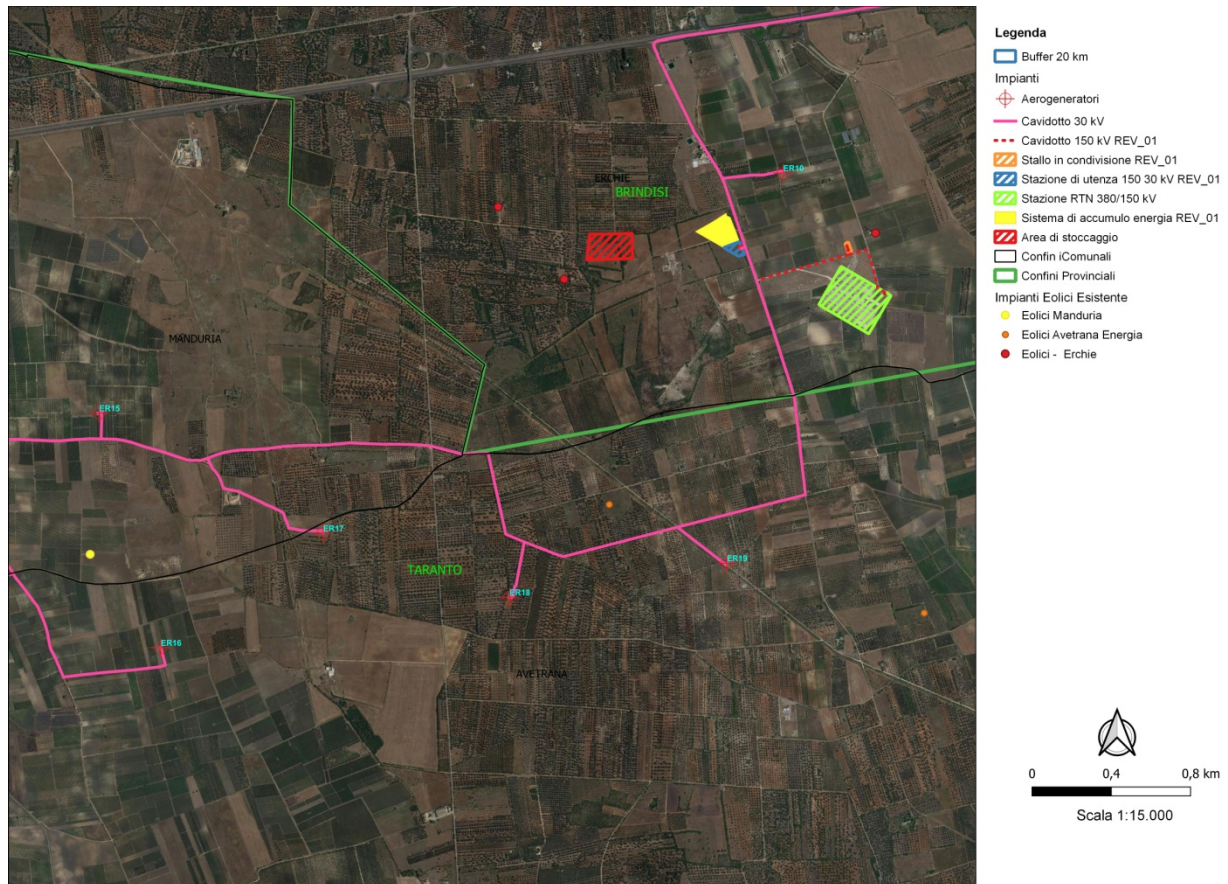 ERCHIE
BRINDISI
ER10
MANDURIA
ER15
ER17
TARANTO
ER18
ER19
ER16
AVETRANA
Legenda
Buffer 20 km
Impianti
Aerogeneratori
Cavidotto 30 kV
Cavidotto 150 kV REV_01
Stallo in condivisione REV_01
Stazione di utenza 150 30 kV REV_01
Stazione RTN 380/150 kV
Sistema di accumulo energia REV_01
Area di stoccaggio
Confini iComunali
Confini Provinciali
Impianti Eolici Esistente
Eolici Manduria
Eolici Avetrana Energia
Eolici - Erchie
0 0,4 0,8 km
Scala 1:15.000